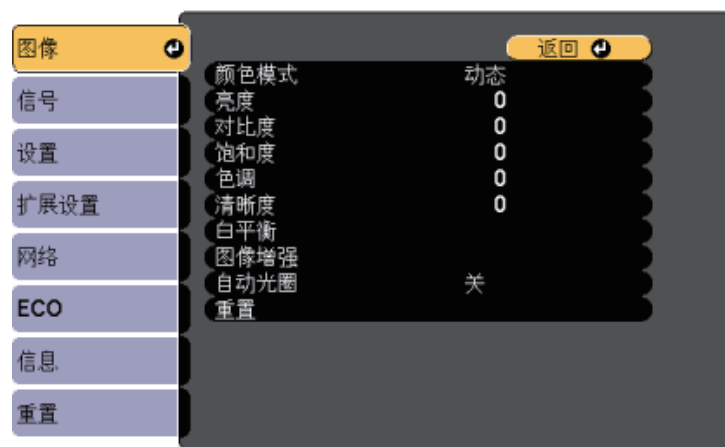 图像
信号
设置
扩展设置
网络
ECO
信息
重置
返回
颜色模式 动态
亮度 0
对比度 0
饱和度 0
色调 0
清晰度 0
白平衡
图像增强
自动光圈 关
重置